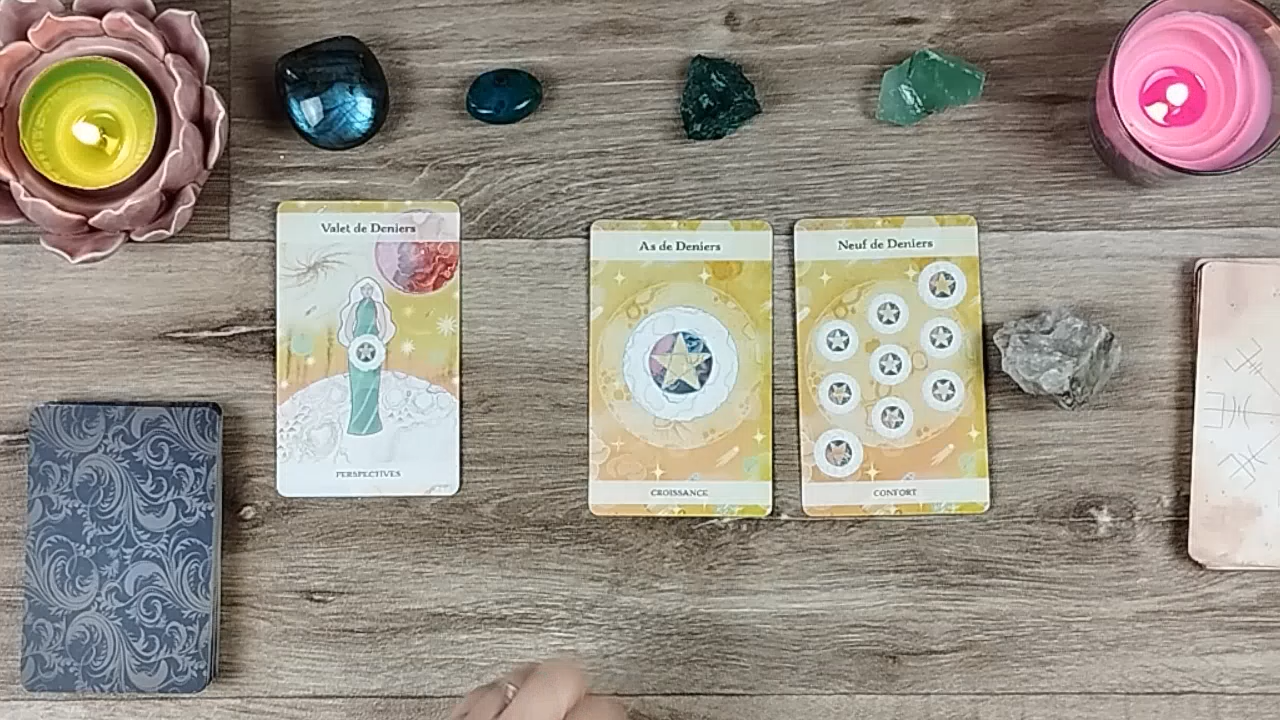 Valet de Deniers
PERSPECTIVES
As de Deniers
CROISSANCE
Neuf de Deniers
CONFORT